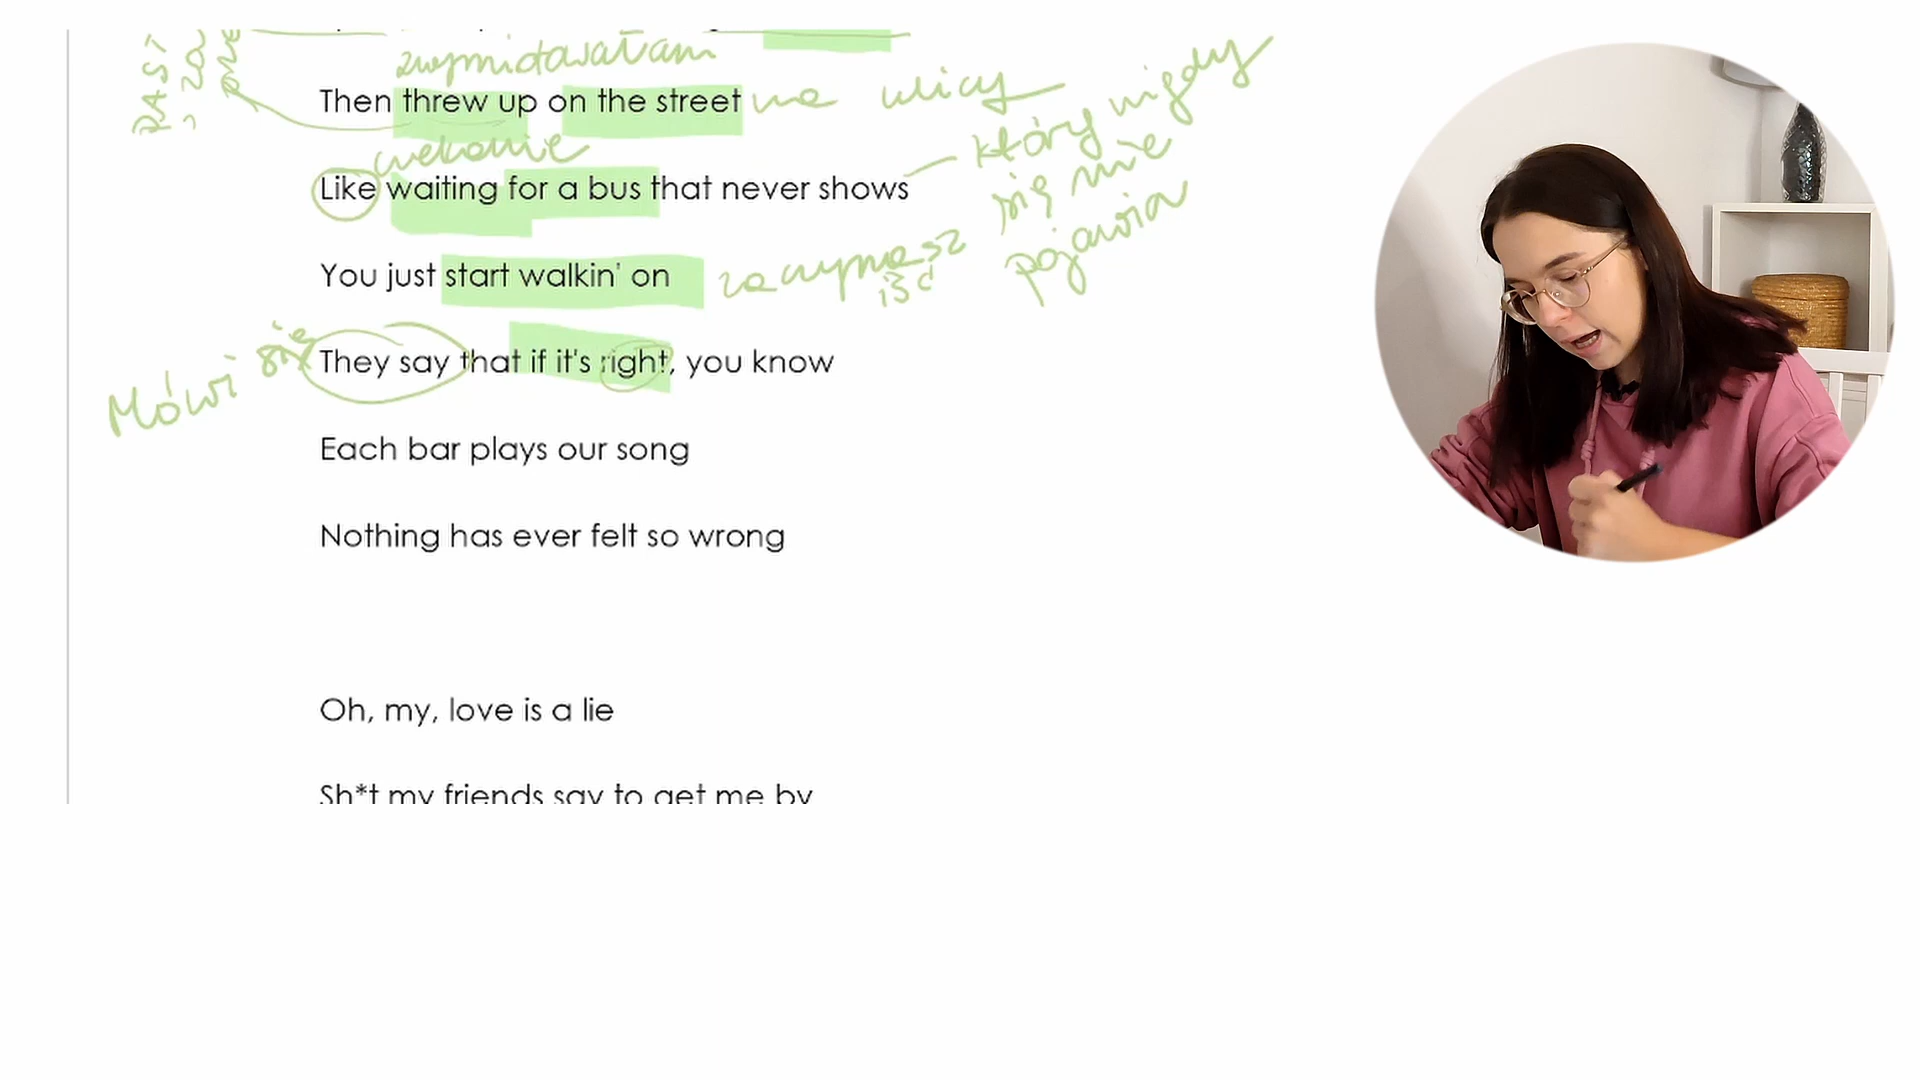 PAST
zwymiotowałam
Then threw up on the street na ulicy
czekanie
Like waiting for a bus that never shows który nigdy
się nie
pojawia
You just start walkin' on zaczynasz
iść
Mówi się They say that if it's right, you know
Each bar plays our song
Nothing has ever felt so wrong
Oh, my, love is a lie
Sh*t my friends say to get me by